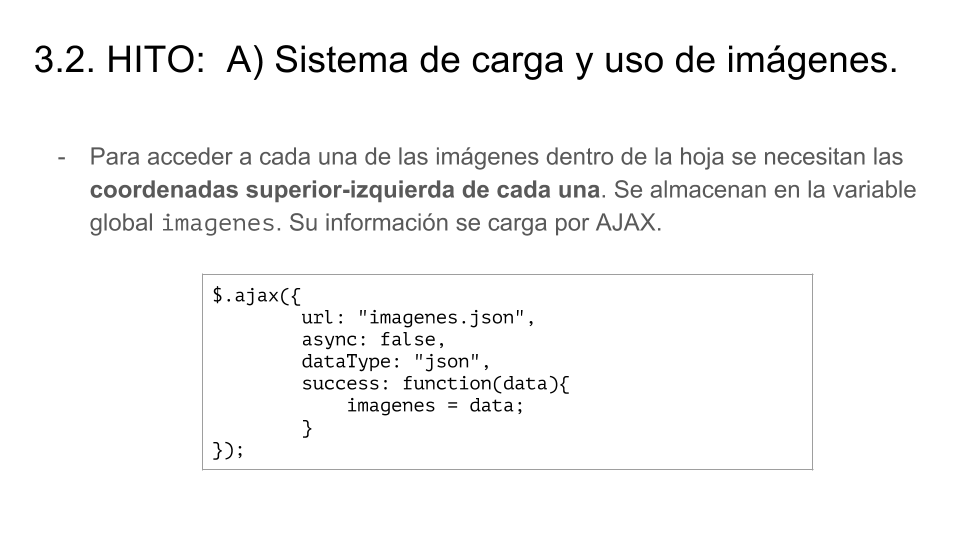 3.2. HITO:  A) Sistema de carga y uso de imágenes.
- Para acceder a cada una de las imágenes dentro de la hoja se necesitan las
coordenadas superior-izquierda de cada una. Se almacenan en la variable
global imagenes. Su información se carga por AJAX.
$.ajax({
        url: "imagenes.json",
        async: false,
        dataType: "json",
        success: function(data){
            imagenes = data;
        }
});